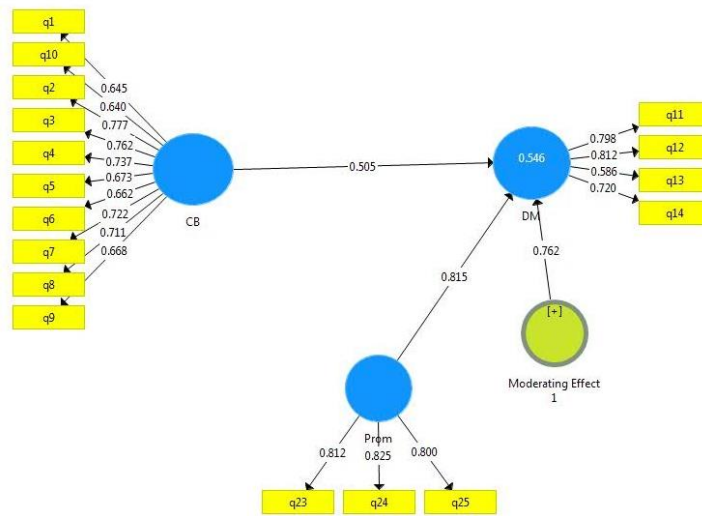 q1
q10
q2
q3
q4
q5
q6
q7
q8
q9
0.645
0.640
0.777
0.762
0.737
0.673
0.662
0.722
0.711
0.668
CB
0.505
0.546
DM
0.798
0.812
0.586
0.720
q11
q12
q13
q14
0.815
0.762
[+]
Moderating Effect
1
Prom
0.812
0.825
0.800
q23
q24
q25